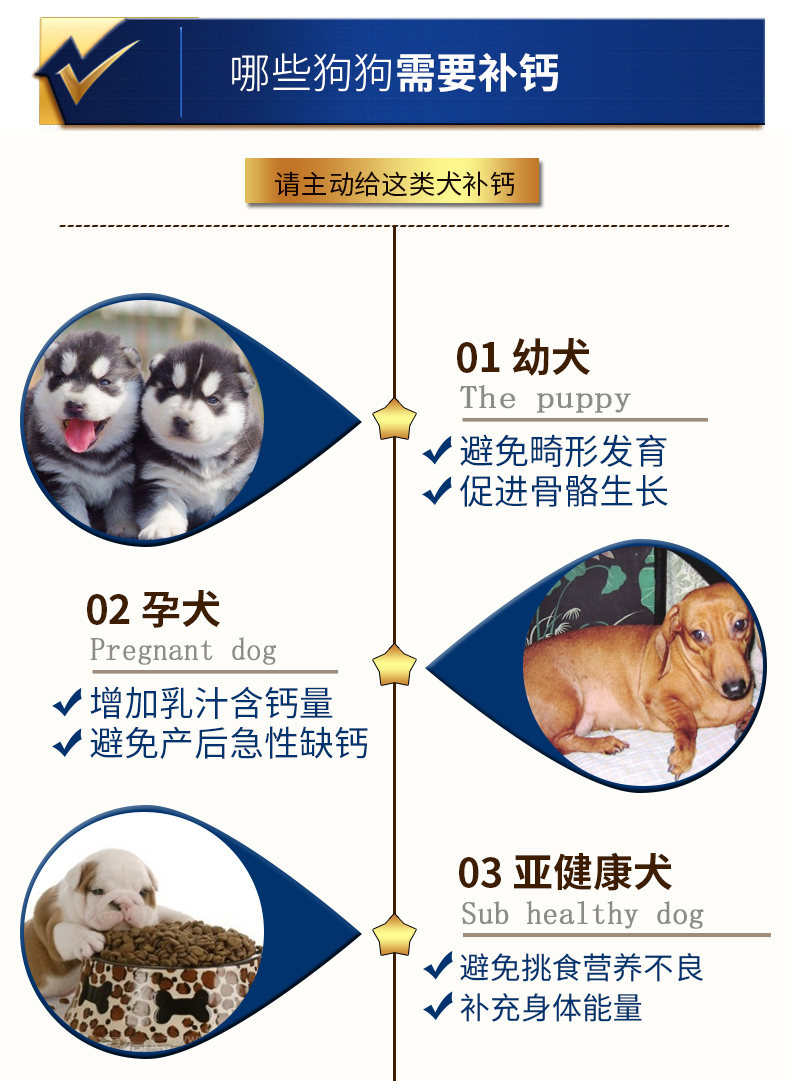 哪些狗狗需要补钙
请主动给这类犬补钙
01 幼犬
The puppy
避免畸形发育
促进骨骼生长
02 孕犬
Pregnant dog
增加乳汁含钙量
避免产后急性缺钙
03 亚健康犬
Sub healthy dog
避免挑食营养不良
补充身体能量